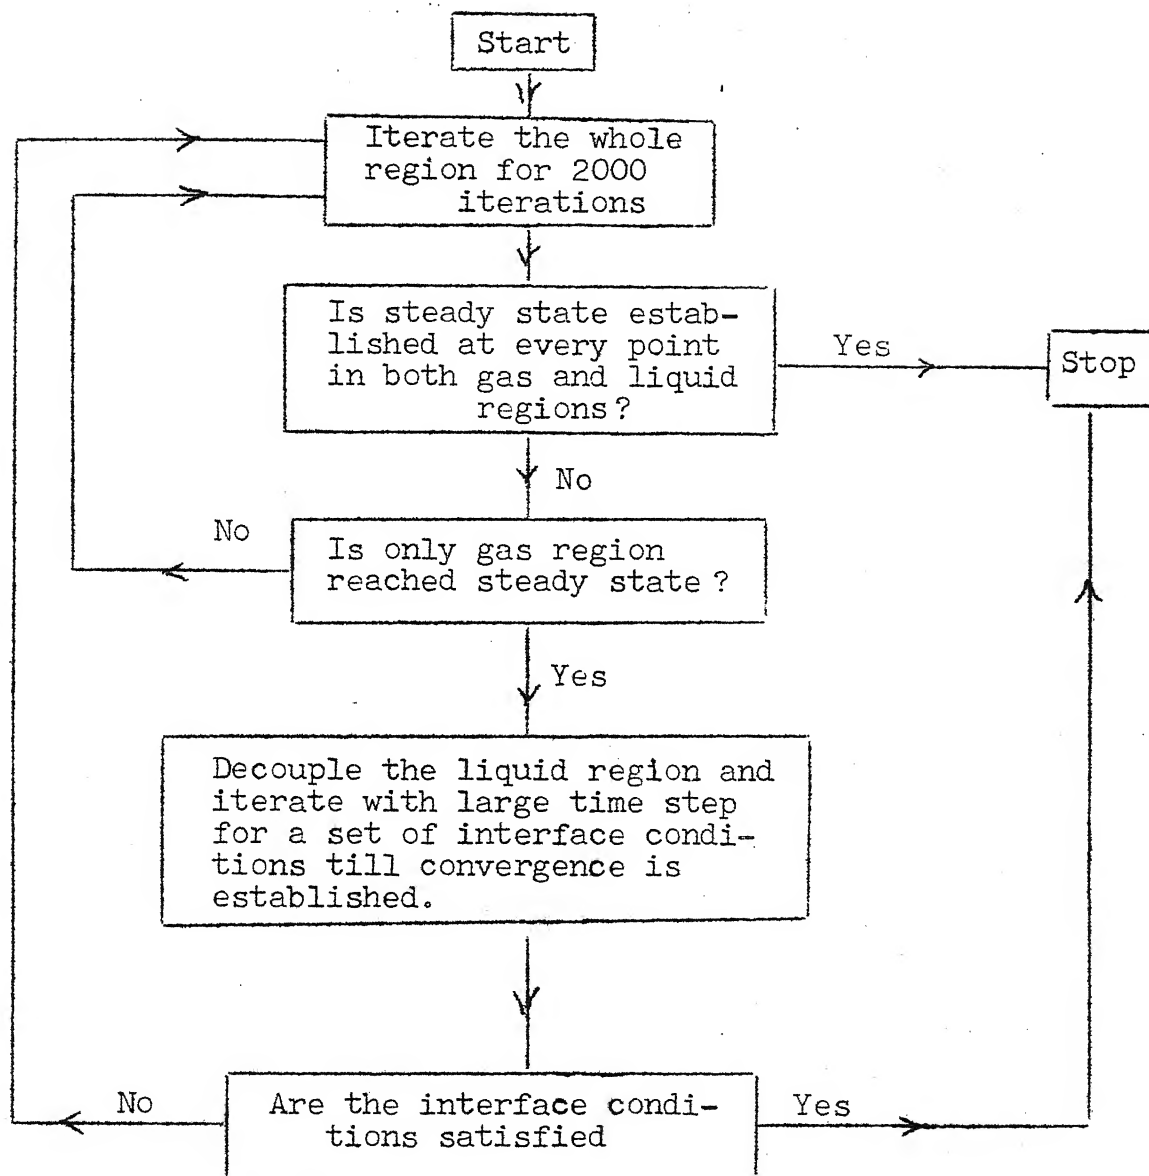 Start
Iterate the whole
region for 2000
iterations
Is steady state estab-
lished at every point
in both gas and liquid
regions?
Yes
Stop
No
No
Is only gas region
reached steady state?
Yes
Decouple the liquid region and
iterate with large time step
for a set of interface condi-
tions till convergence is
established.
No
Are the interface condi-
tions satisfied
Yes